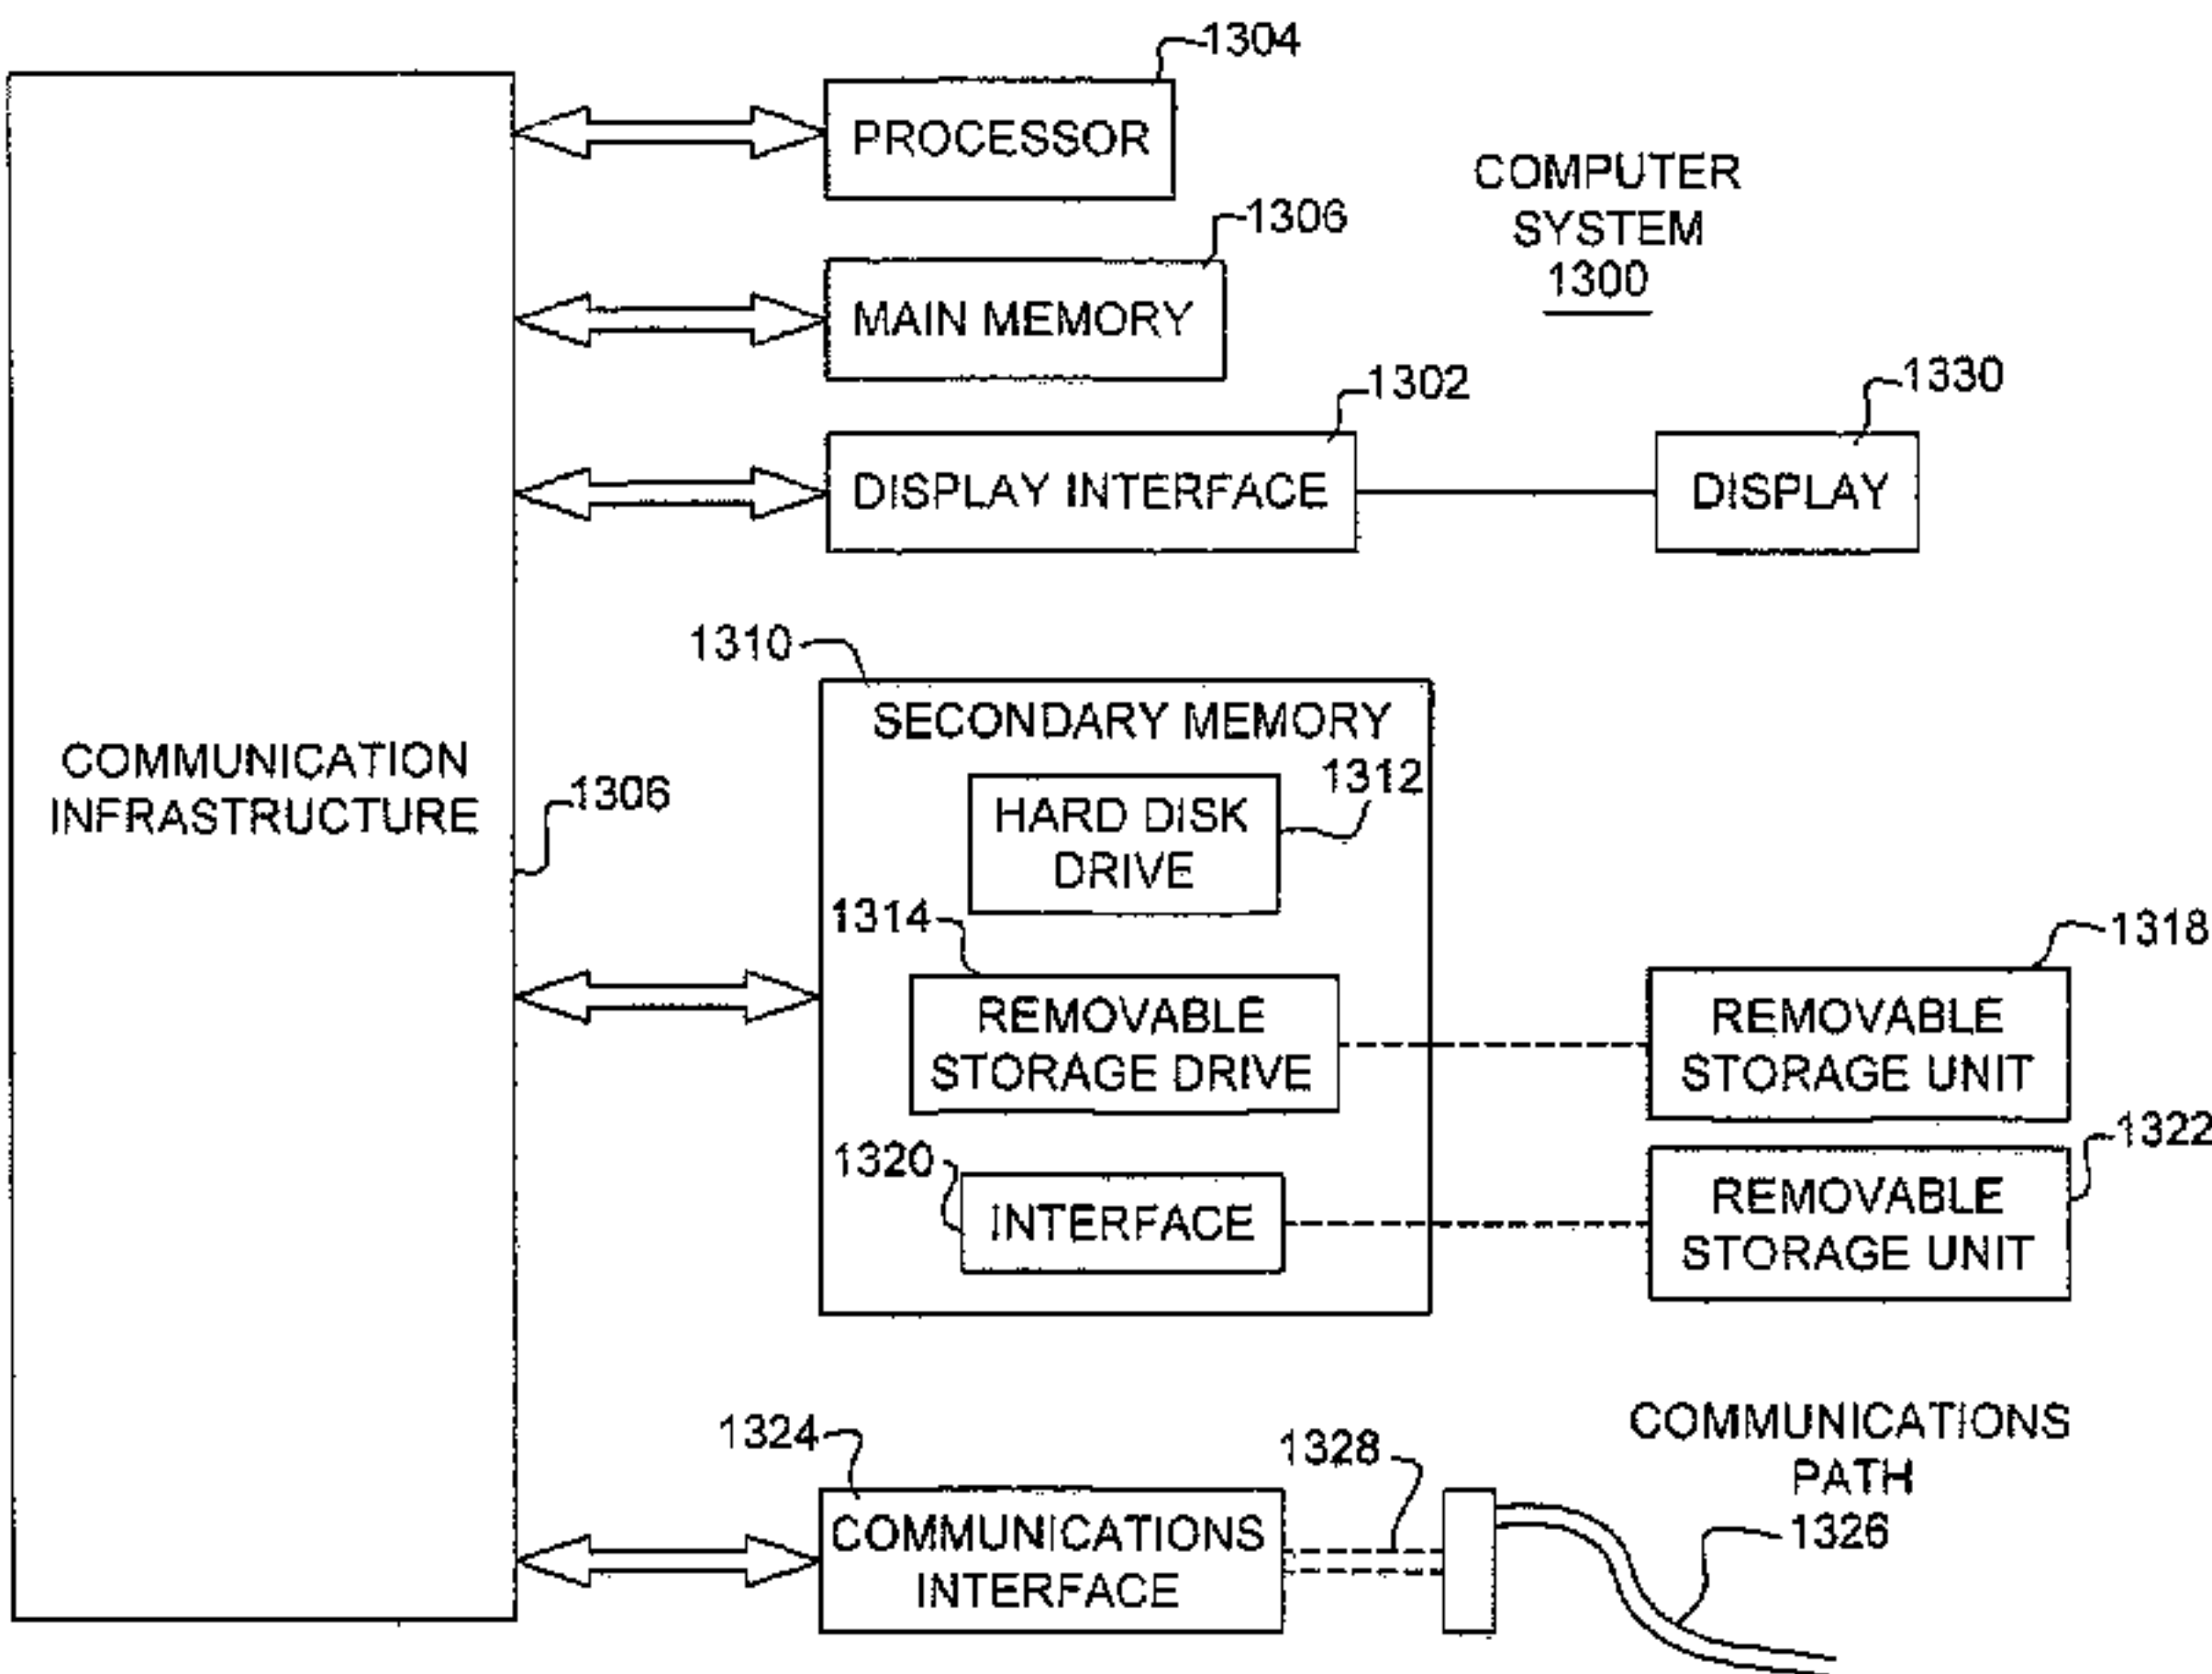 1304
PROCESSOR
COMPUTER
SYSTEM
1300
1306
MAIN MEMORY
1302
1330
DISPLAY INTERFACE
DISPLAY
1310
SECONDARY MEMORY
COMMUNICATION
INFRASTRUCTURE
1306
1312
HARD DISK
DRIVE
1314
1318
REMOVABLE
STORAGE DRIVE
REMOVABLE
STORAGE UNIT
1320
1322
INTERFACE
REMOVABLE
STORAGE UNIT
1324
1328
COMMUNICATIONS
PATH
1326
COMMUNICATIONS
INTERFACE